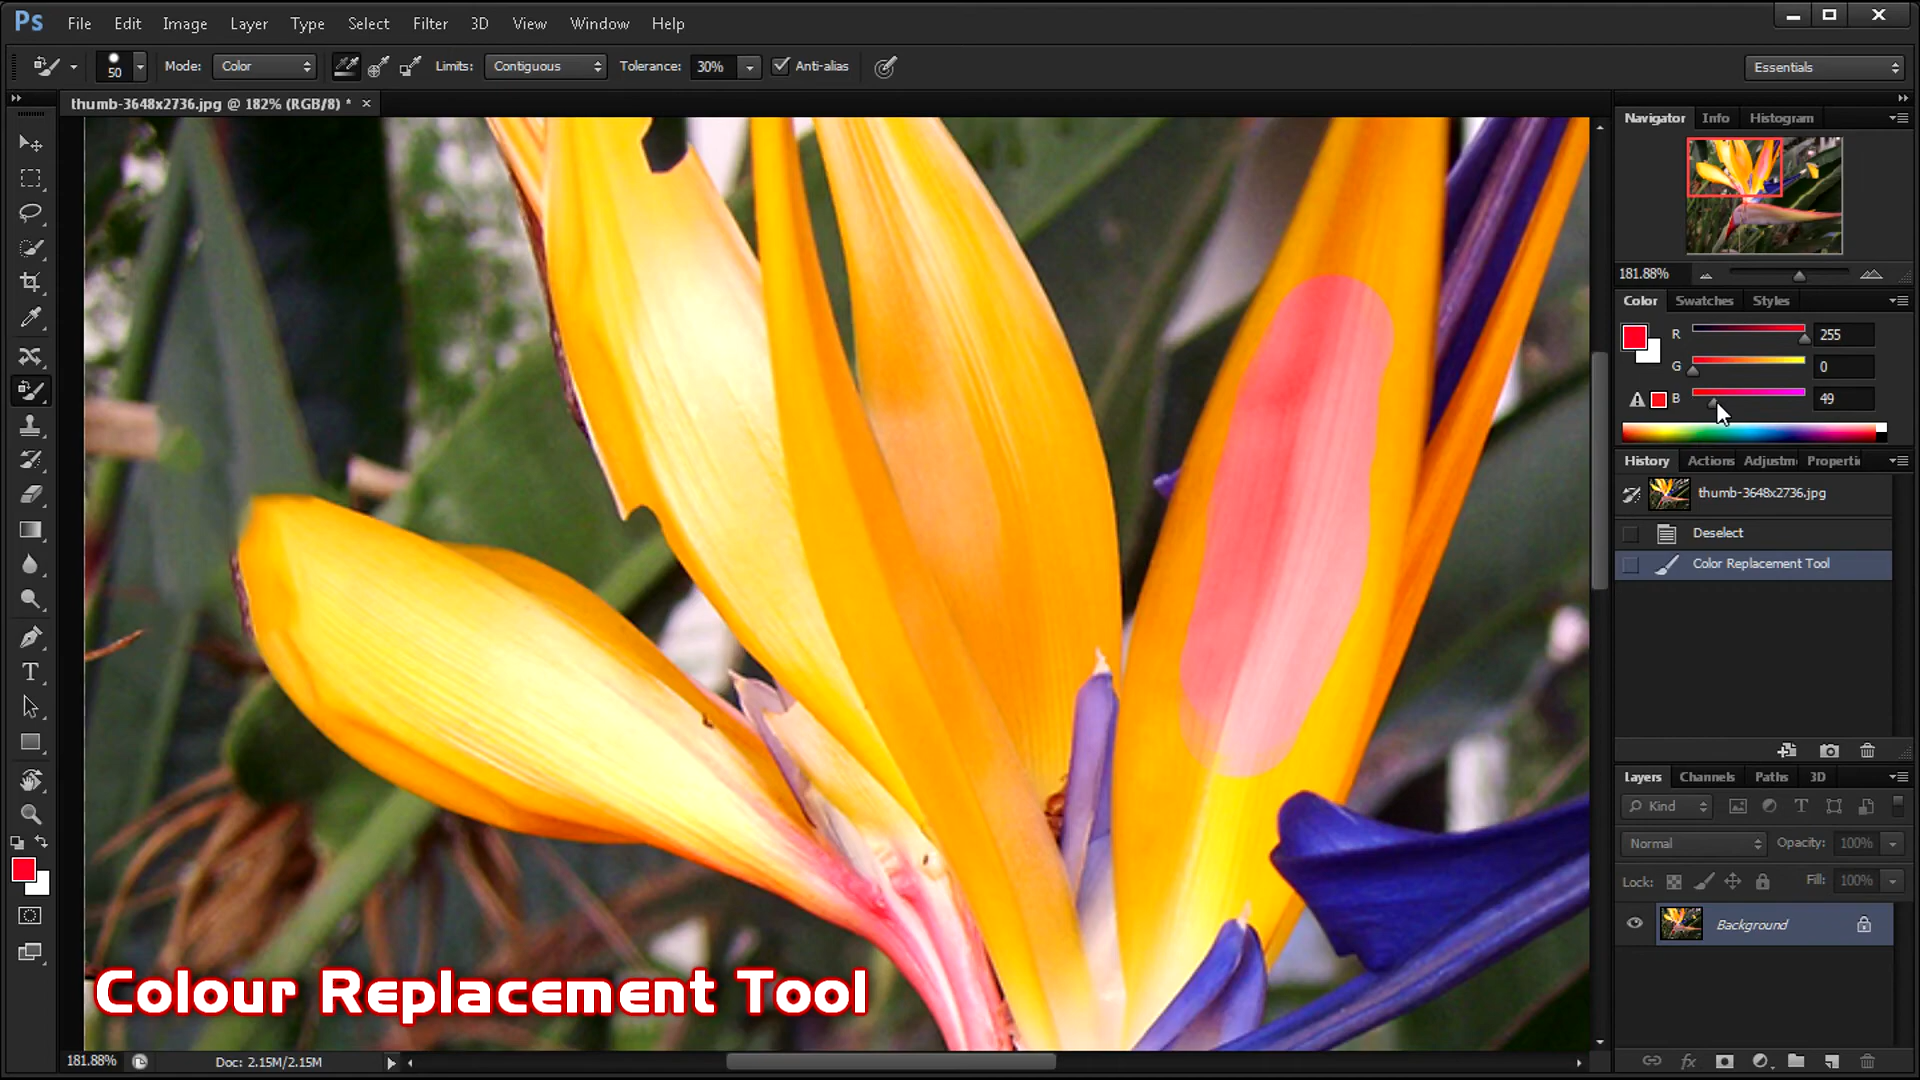 Ps File Edit Image Layer Type Select Filter 3D View Window Help
50 Mode: Color Limits: Contiguous Tolerance: 30% Anti-alias Essentials
thumb-3648x2736.jpg @ 182% (RGB/8) * ×
Navigator Info Histogram
181.88%
Color Swatches Styles
R 255
G 0
B 49
History Actions Adjustm Properti
thumb-3648x2736.jpg
Deselect
Color Replacement Tool
Layers Channels Paths 3D
Kind
Normal Opacity: 100%
Lock: Fill: 100%
Background
Colour Replacement Tool
181.88% Doc: 2.15M/2.15M
fx